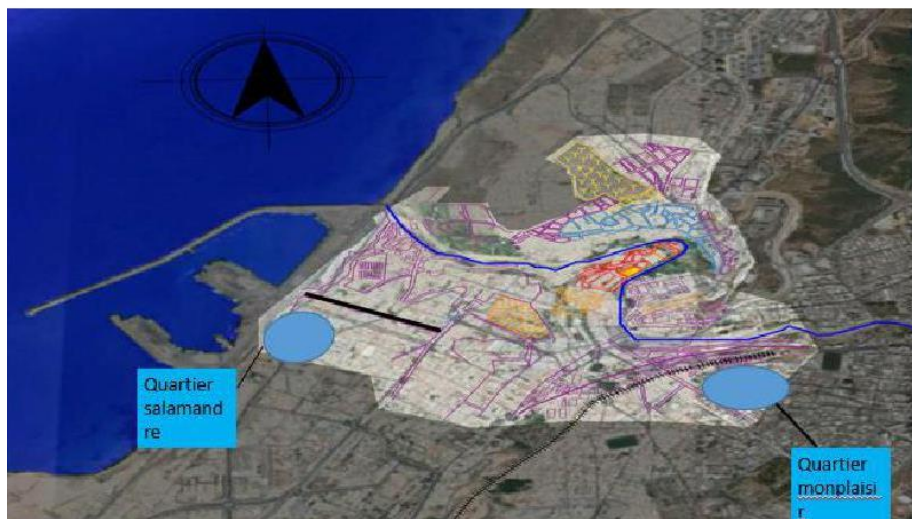 Quartier
salamand
re
Quartier
monplaisi
r